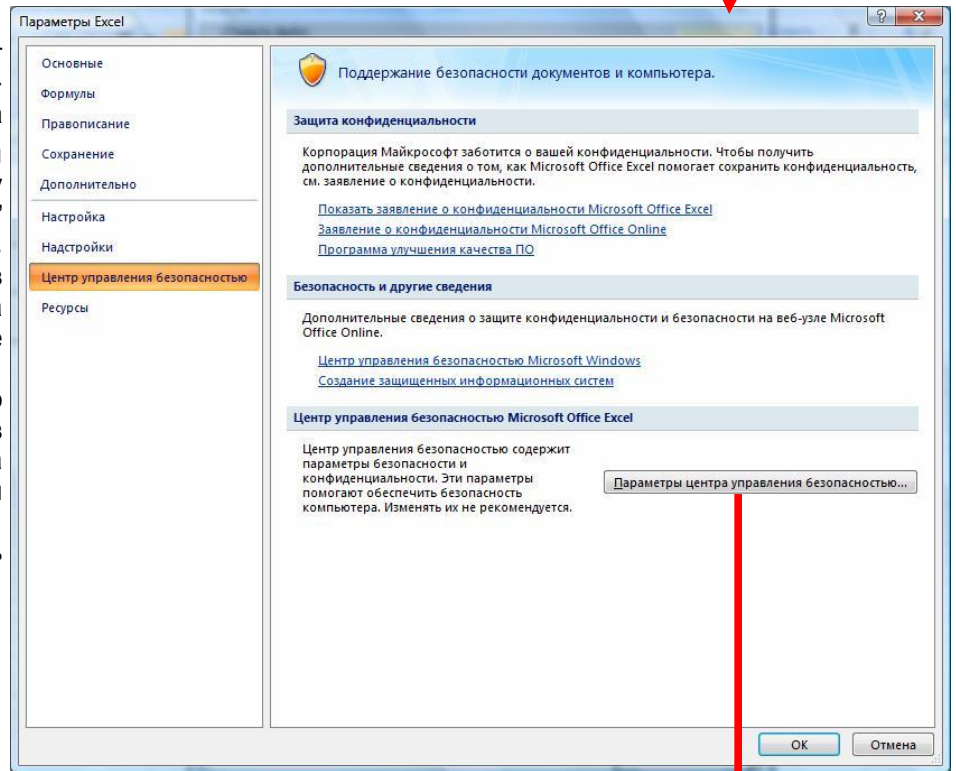 Параметры Excel
Основные
Формулы
Правописание
Сохранение
Дополнительно
Настройка
Надстройки
Центр управления безопасностью
Ресурсы
Поддержание безопасности документов и компьютера.
Защита конфиденциальности
Корпорация Майкрософт заботится о вашей конфиденциальности. Чтобы получить
дополнительные сведения о том, как Microsoft Office Excel помогает сохранить конфиденциальность,
см. заявление о конфиденциальности.
Показать заявление о конфиденциальности Microsoft Office Excel
Заявление о конфиденциальности Microsoft Office Online
Программа улучшения качества ПО
Безопасность и другие сведения
Дополнительные сведения о защите конфиденциальности и безопасности на веб-узле Microsoft
Office Online.
Центр управления безопасностью Microsoft Windows
Создание защищенных информационных систем
Центр управления безопасностью Microsoft Office Excel
Центр управления безопасностью содержит
параметры безопасности и
конфиденциальности. Эти параметры
помогают обеспечить безопасность
компьютера. Изменять их не рекомендуется.
Параметры центра управления безопасностью...
ОК
Отмена